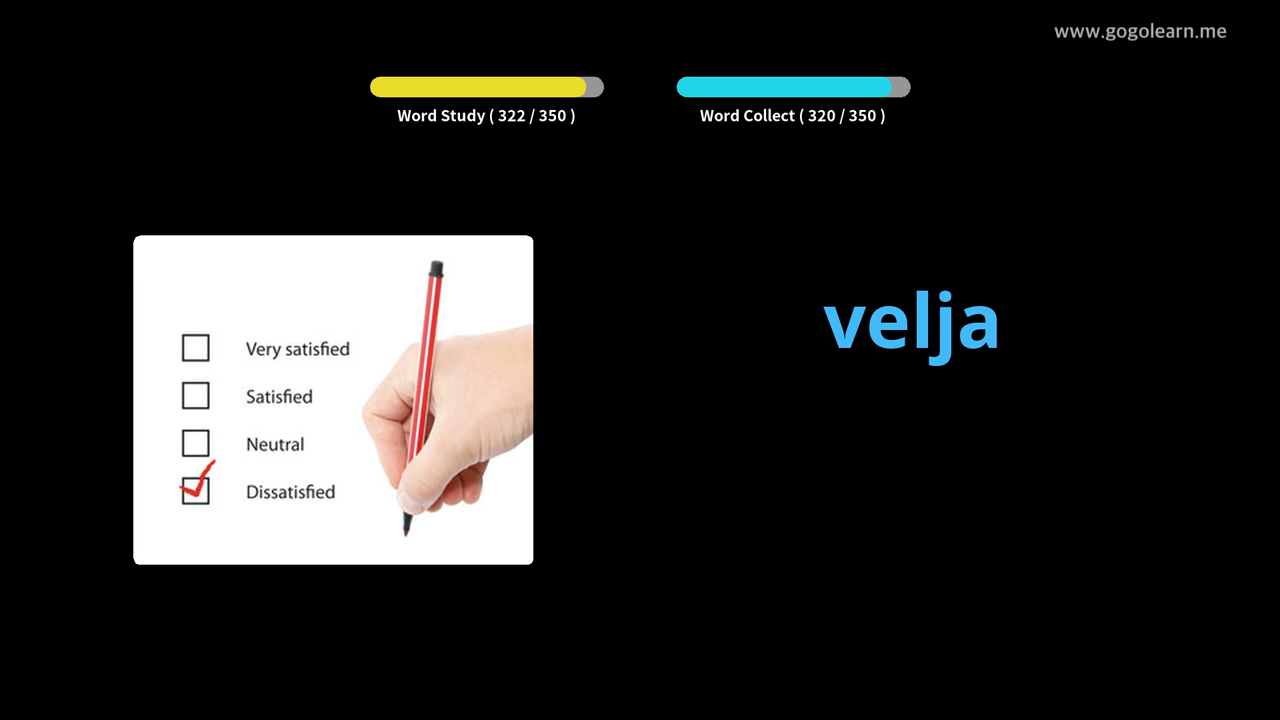 www.gogolearn.me
Word Study ( 322 / 350 )
Word Collect ( 320 / 350 )
velja
Very satisfied
Satisfied
Neutral
Dissatisfied